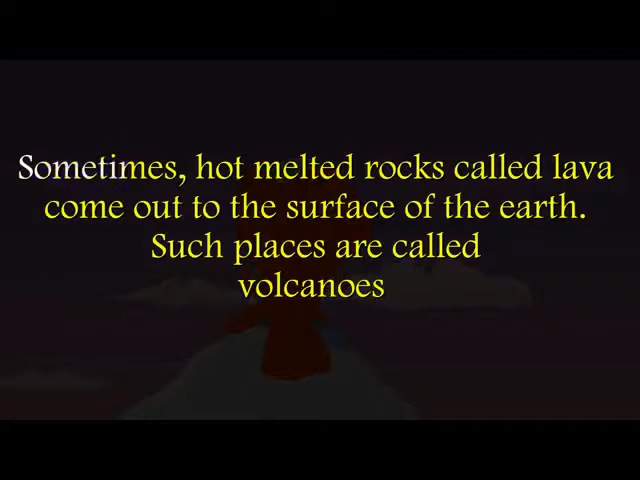 Sometimes, hot melted rocks called lava
come out to the surface of the earth.
Such places are called
volcanoes